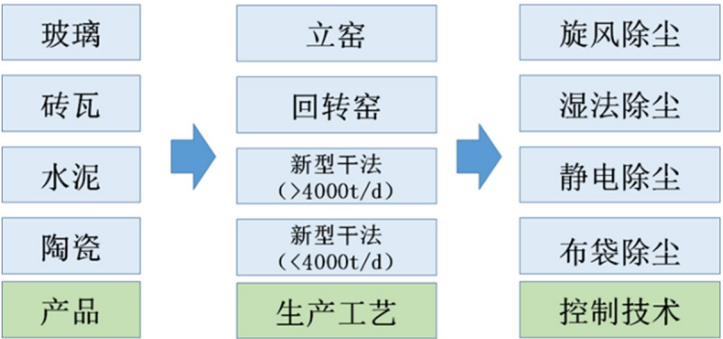 玻璃
砖瓦
水泥
陶瓷
产品
立窑
回转窑
新型干法
(>4000t/d)
新型干法
(<4000t/d)
生产工艺
旋风除尘
湿法除尘
静电除尘
布袋除尘
控制技术